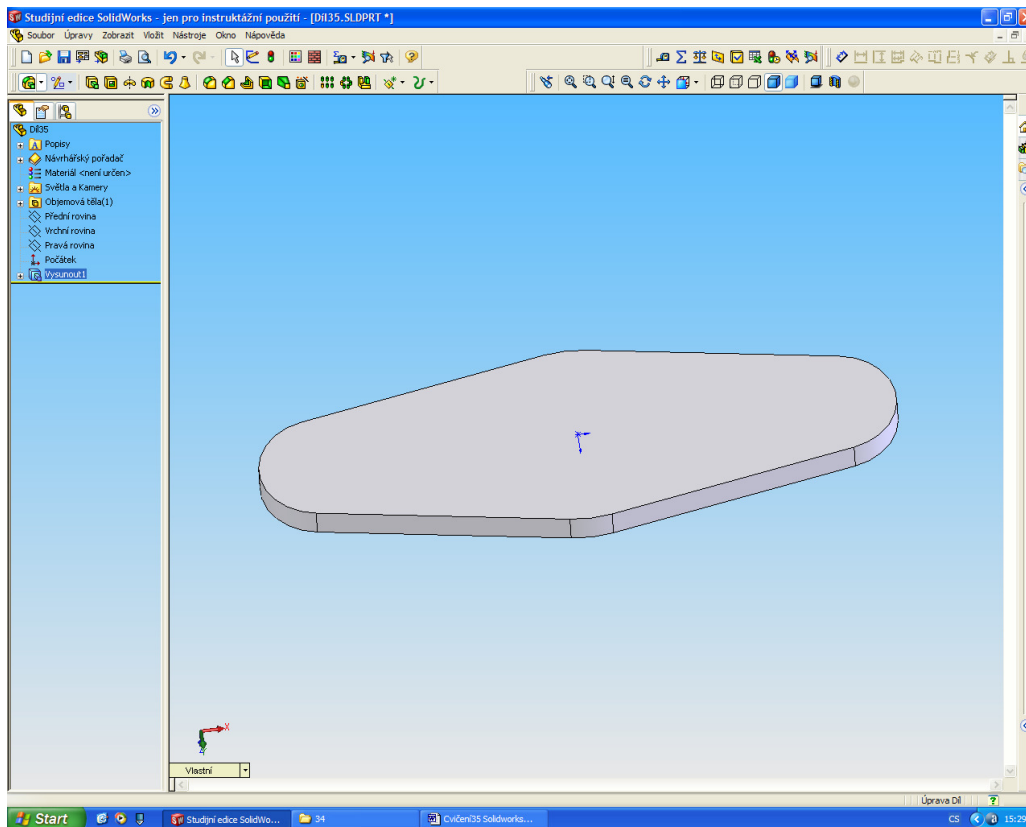 Studijní edice SolidWorks - jen pro instruktážní použití - [Díl35.SLDPRT *]
Soubor Úpravy Zobrazit Vložit Nástroje Okno Nápověda
Díl35
Popisy
Návrhářský pořadač
Materiál <není určen>
Světla a Kamery
Objemová těla(1)
Přední rovina
Vrchní rovina
Pravá rovina
Počátek
Vysunout1
X
Z
Vlastní
Úprava Díl
Start
Studijní edice SolidWo...
34
Cvičení35 Solidworks...
CS
15:29